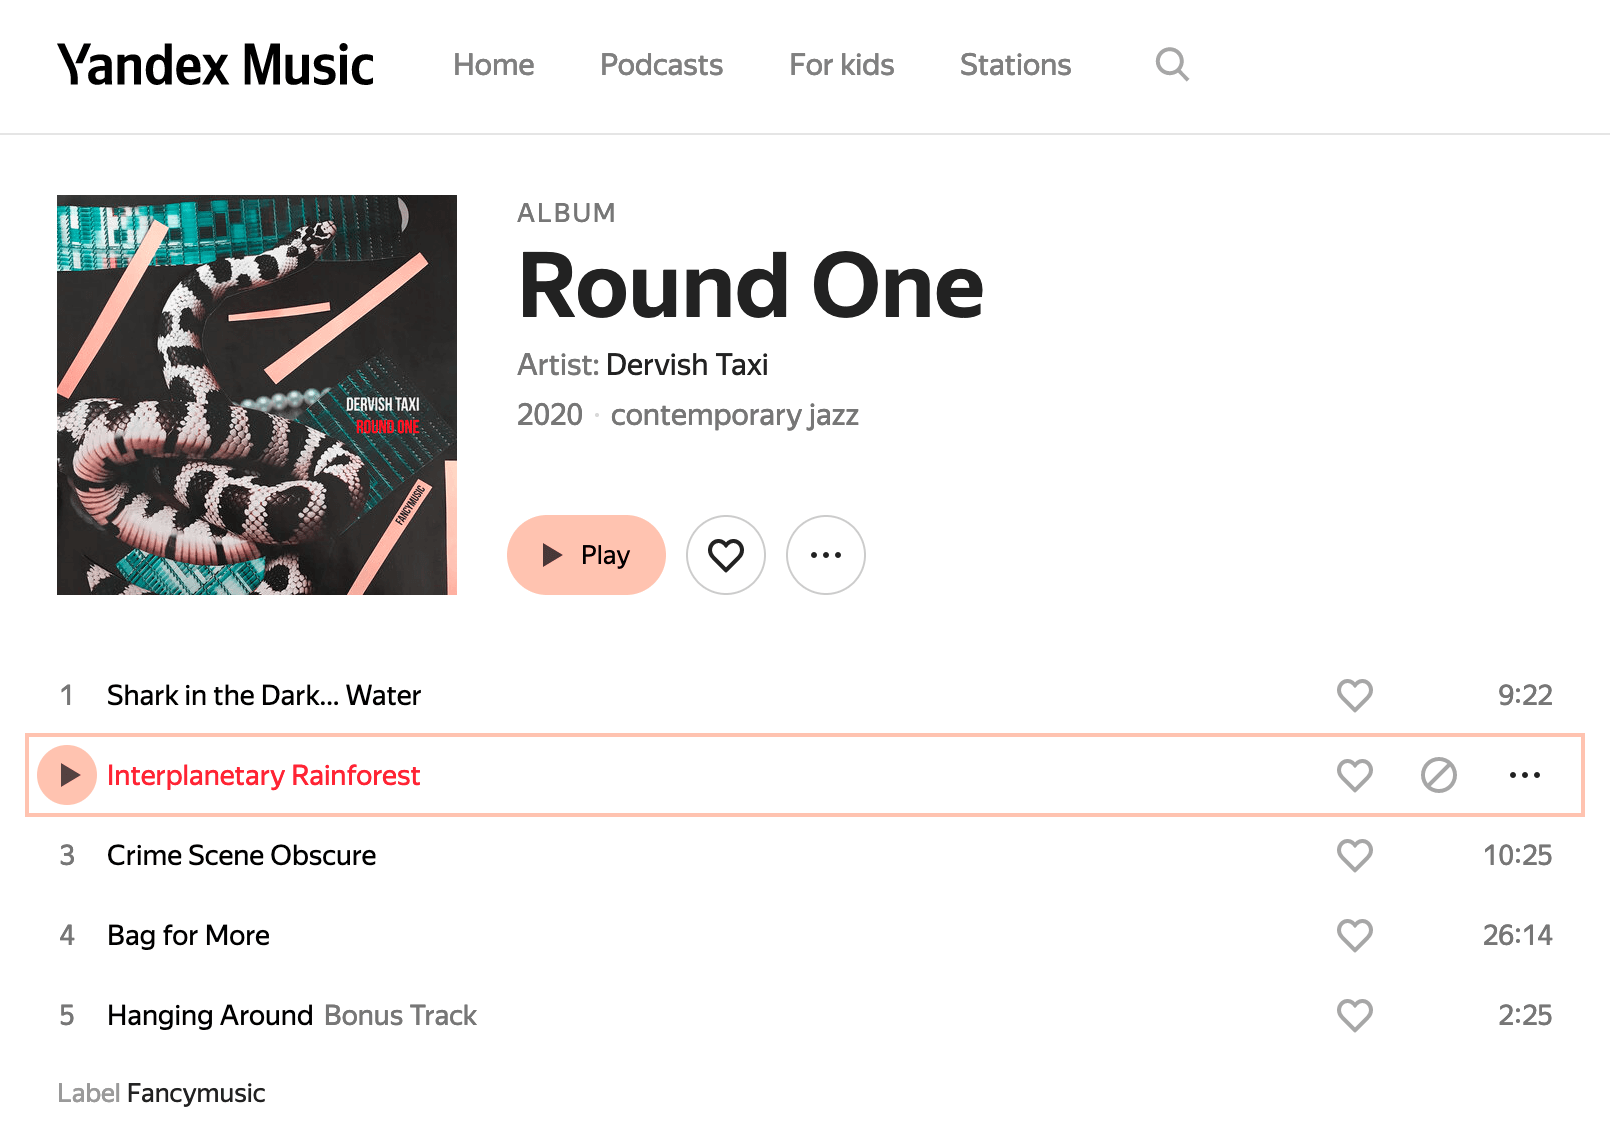 Yandex Music Home Podcasts For kids Stations
DERVISH TAXI
ROUND ONE
FANCYMUSIC
ALBUM
Round One
Artist: Dervish Taxi
2020 · contemporary jazz
Play
1 Shark in the Dark... Water 9:22
Interplanetary Rainforest
3 Crime Scene Obscure 10:25
4 Bag for More 26:14
5 Hanging Around Bonus Track 2:25
Label Fancymusic